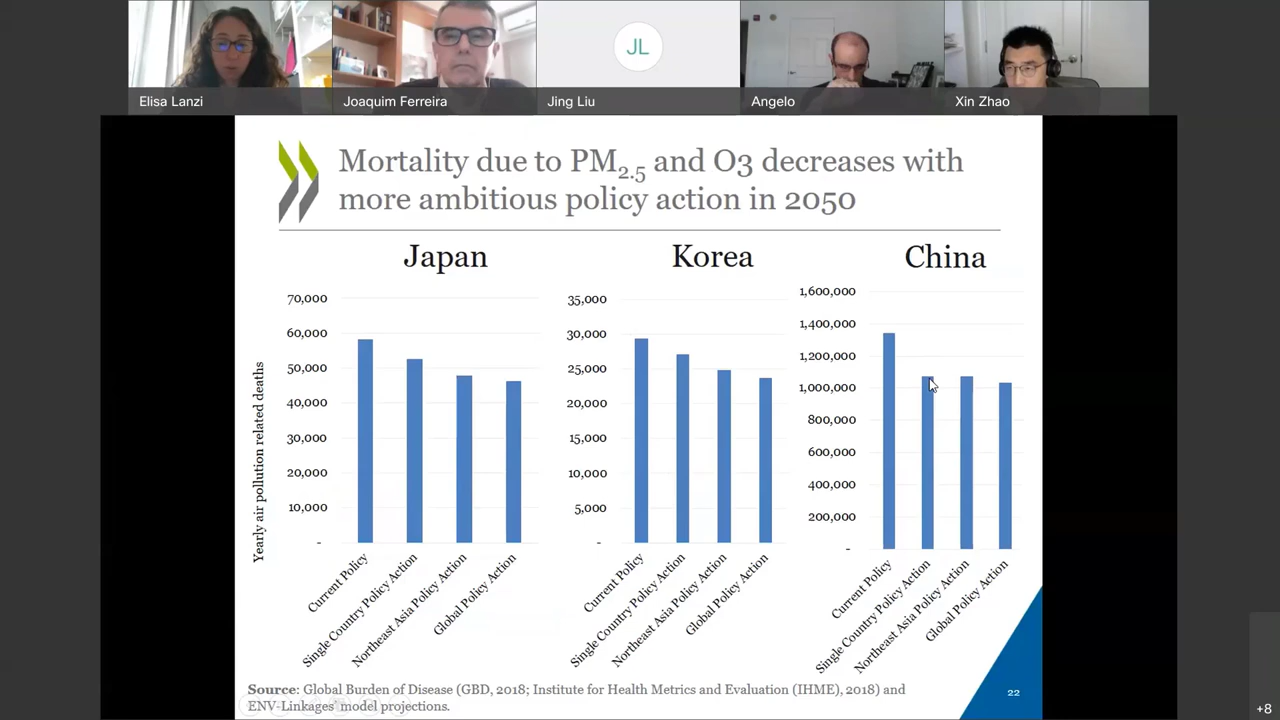 JL
Elisa Lanzi
Joaquim Ferreira
Jing Liu
Angelo
Xin Zhao
Mortality due to PM2.5 and O3 decreases with
more ambitious policy action in 2050
Japan
Korea
China
Yearly air pollution related deaths
70,000
60,000
50,000
40,000
30,000
20,000
10,000
-
Current Policy
Single Country Policy Action
Northeast Asia Policy Action
Global Policy Action
35,000
30,000
25,000
20,000
15,000
10,000
5,000
-
Current Policy
Single Country Policy Action
Northeast Asia Policy Action
Global Policy Action
1,600,000
1,400,000
1,200,000
1,000,000
800,000
600,000
400,000
200,000
-
Current Policy
Single Country Policy Action
Northeast Asia Policy Action
Global Policy Action
Source: Global Burden of Disease (GBD, 2018; Institute for Health Metrics and Evaluation (IHME), 2018) and
ENV-Linkages model projections.
22
+8